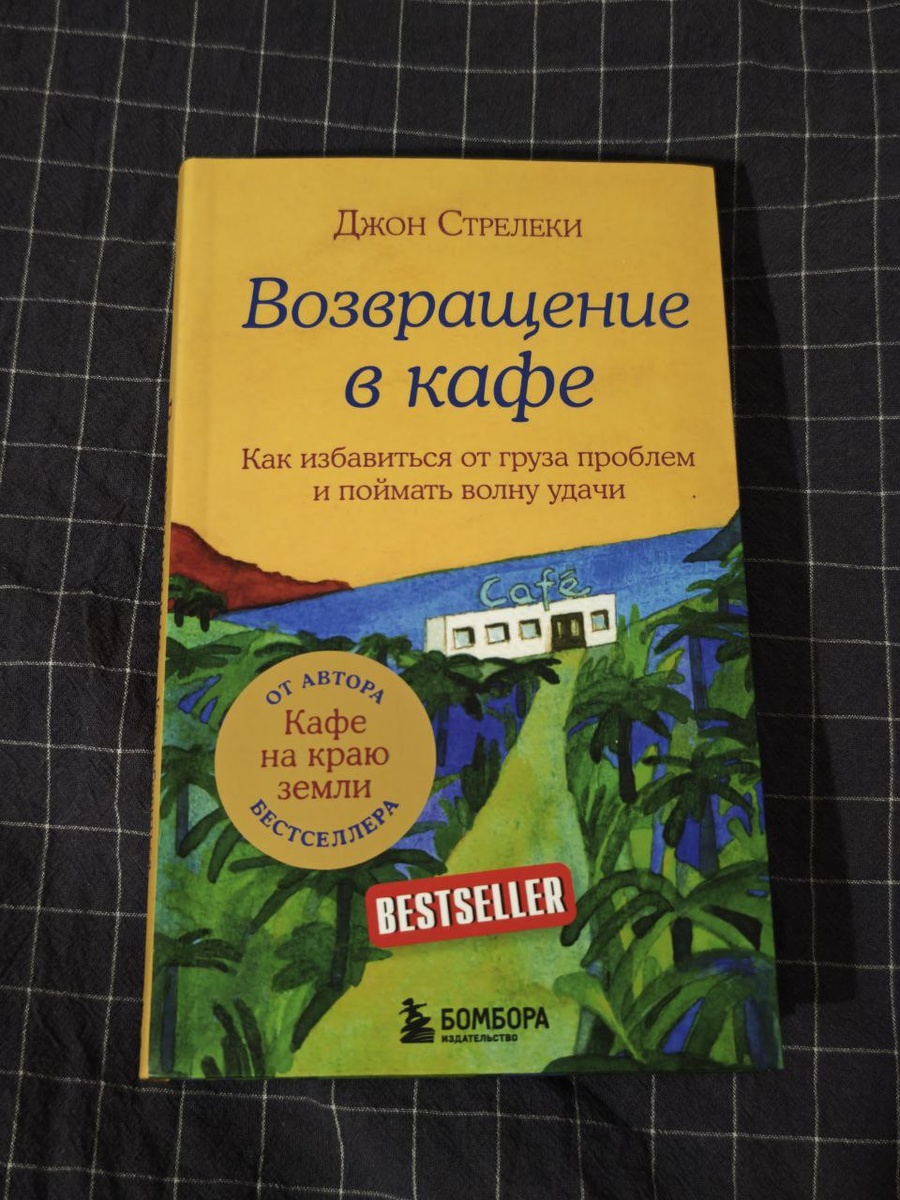 Джон Стрелеки
Возвращение
в кафе
Как избавиться от груза проблем
и поймать волну удачи
Café
ОТ АВТОРА
Кафе
на краю
земли
БЕСТСЕЛЛЕРА
BESTSELLER
БОМБОРА
ИЗДАТЕЛЬСТВО